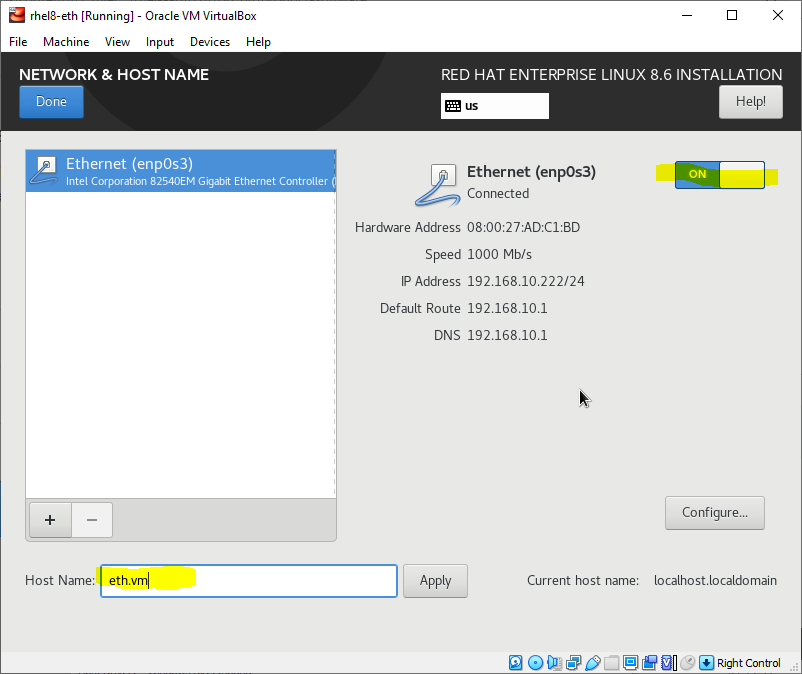 rhel8-eth [Running] - Oracle VM VirtualBox
File Machine View Input Devices Help
NETWORK & HOST NAME
RED HAT ENTERPRISE LINUX 8.6 INSTALLATION
Done
us
Help!
Ethernet (enp0s3)
Intel Corporation 82540EM Gigabit Ethernet Controller (
Ethernet (enp0s3)
Connected
ON
Hardware Address 08:00:27:AD:C1:BD
Speed 1000 Mb/s
IP Address 192.168.10.222/24
Default Route 192.168.10.1
DNS 192.168.10.1
+ −
Configure...
Host Name: eth.vm
Apply
Current host name: localhost.localdomain
Right Control